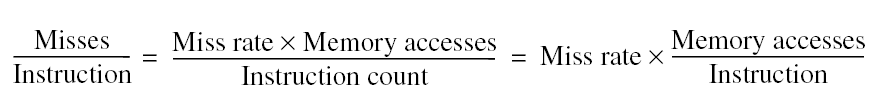 Misses / Instruction = Miss rate × Memory accesses / Instruction count = Miss rate × Memory accesses / Instruction